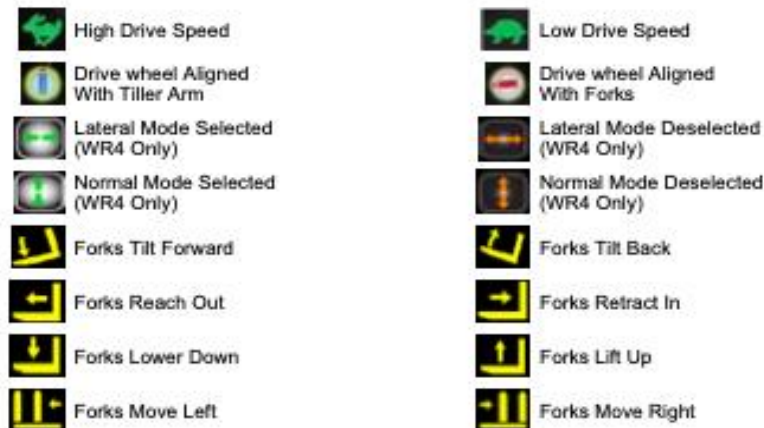 High Drive Speed
Low Drive Speed
Drive wheel Aligned
With Tiller Arm
Drive wheel Aligned
With Forks
Lateral Mode Selected
(WR4 Only)
Lateral Mode Deselected
(WR4 Only)
Normal Mode Selected
(WR4 Only)
Normal Mode Deselected
(WR4 Only)
Forks Tilt Forward
Forks Tilt Back
Forks Reach Out
Forks Retract In
Forks Lower Down
Forks Lift Up
Forks Move Left
Forks Move Right